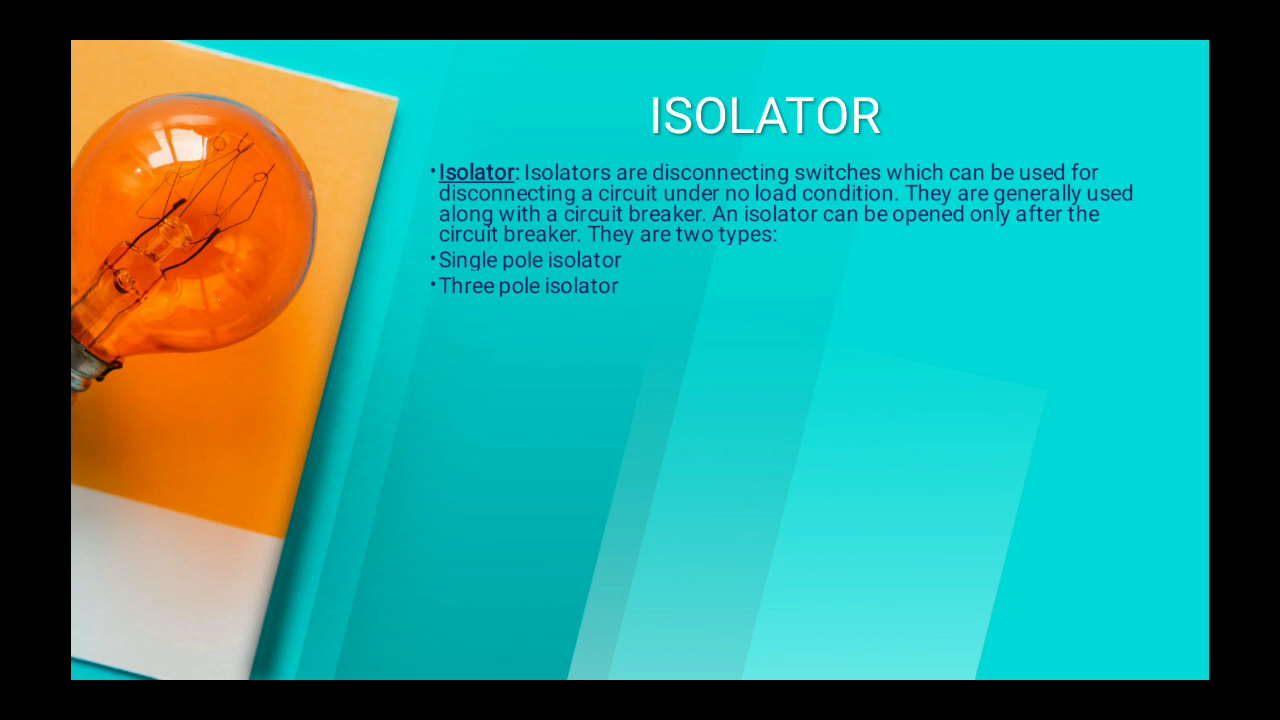 ISOLATOR
•Isolator: Isolators are disconnecting switches which can be used for
disconnecting a circuit under no load condition. They are generally used
along with a circuit breaker. An isolator can be opened only after the
circuit breaker. They are two types:
•Single pole isolator
•Three pole isolator